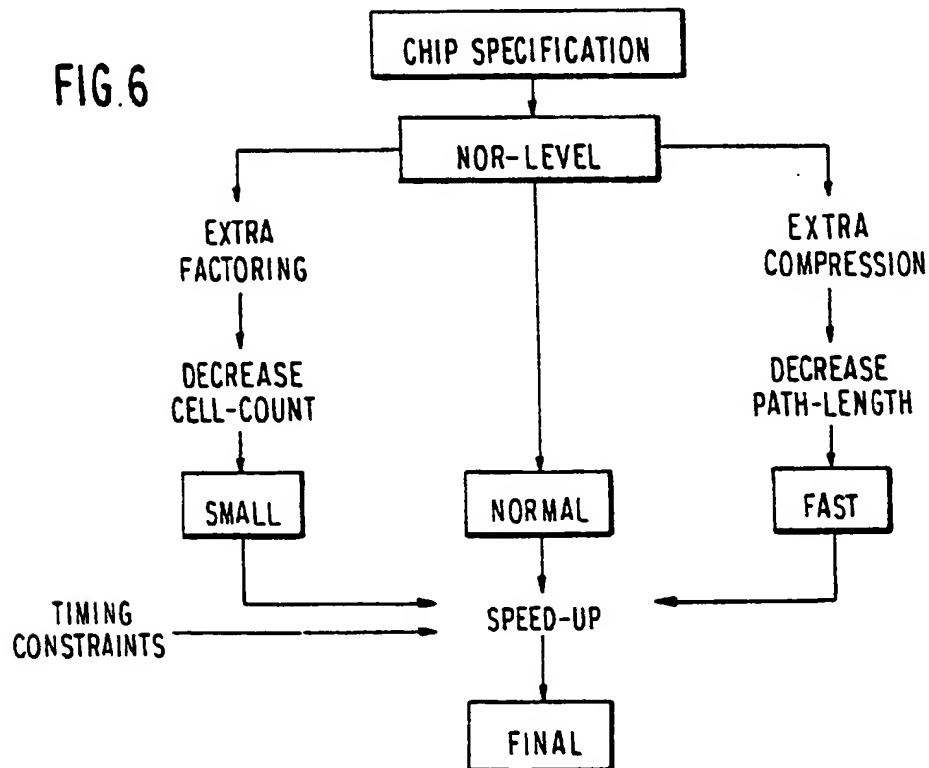 CHIP SPECIFICATION
FIG.6
NOR-LEVEL
EXTRA
FACTORING
EXTRA
COMPRESSION
DECREASE
CELL-COUNT
DECREASE
PATH-LENGTH
SMALL
NORMAL
FAST
TIMING
CONSTRAINTS
SPEED-UP
FINAL